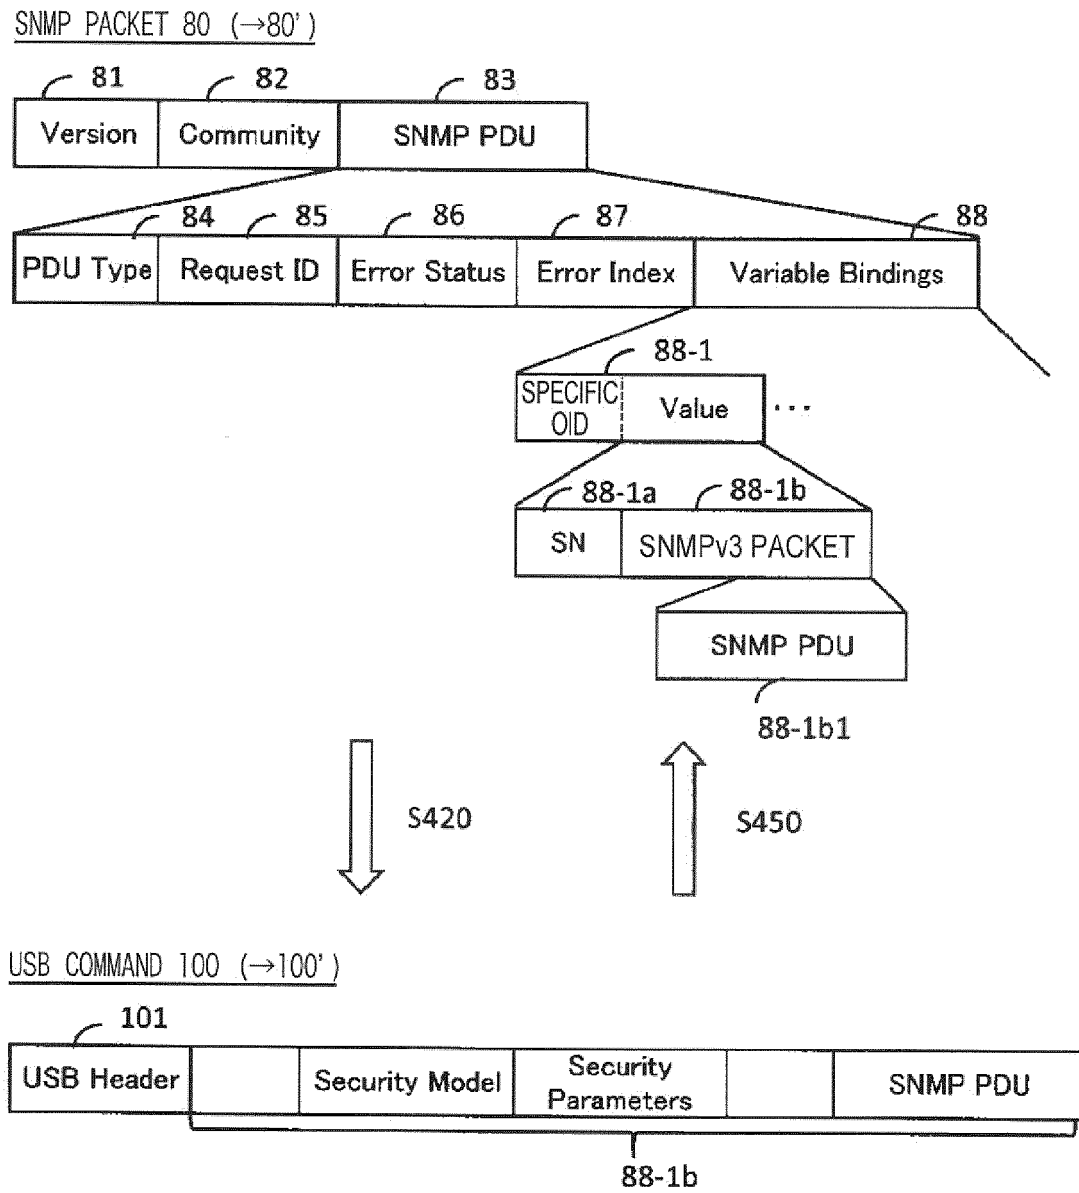 SNMP PACKET 80 (→80')
81 82 83
Version Community SNMP PDU
84 85 86 87 88
PDU Type Request ID Error Status Error Index Variable Bindings
88-1
SPECIFIC OID Value ...
88-1a 88-1b
SN SNMPv3 PACKET
SNMP PDU
88-1b1
S420 S450
USB COMMAND 100 (→100')
101
USB Header Security Model Security Parameters SNMP PDU
88-1b